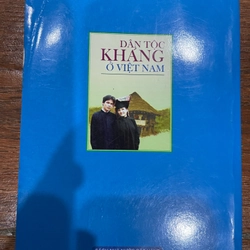 DÂN TỘC
KHÁNG
Ở VIỆT NAM